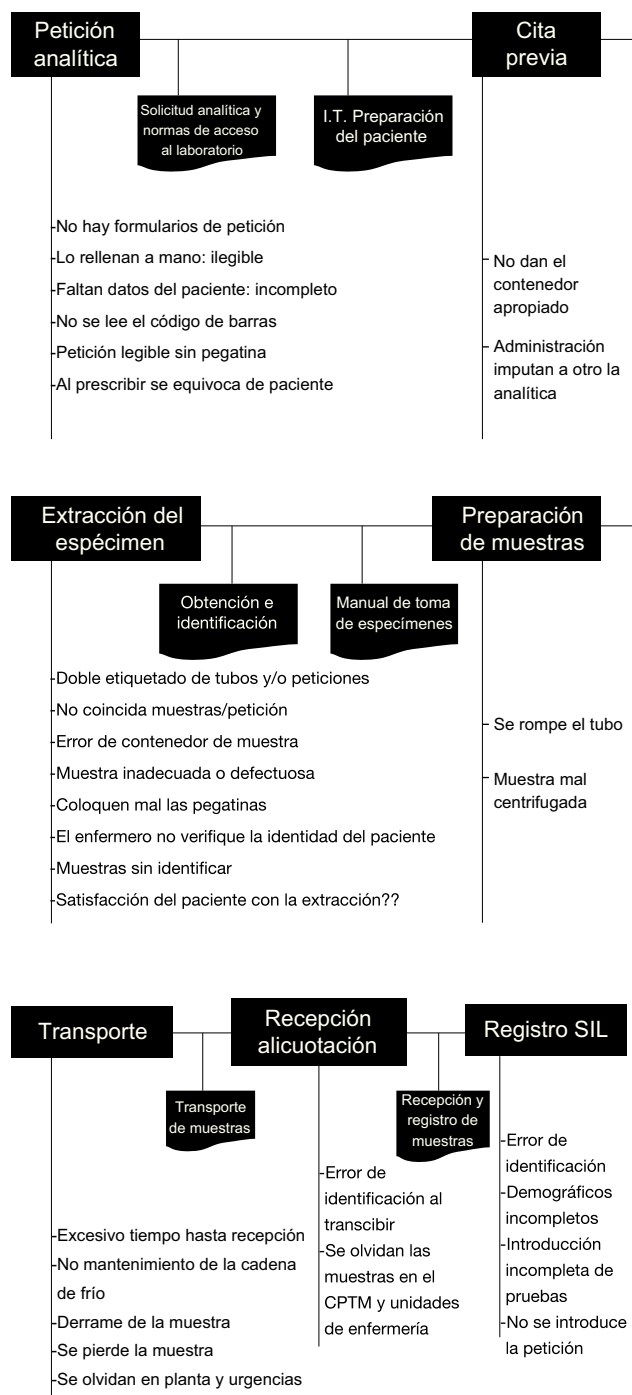 Petición
analítica
Cita
previa
Solicitud analítica y
normas de acceso
al laboratorio
I.T. Preparación
del paciente
-No hay formularios de petición
-Lo rellenan a mano: ilegible
-Faltan datos del paciente: incompleto
-No se lee el código de barras
-Petición legible sin pegatina
-Al prescribir se equivoca de paciente
- No dan el
contenedor
apropiado
- Administración
imputan a otro la
analítica
Extracción del
espécimen
Preparación
de muestras
Obtención e
identificación
Manual de toma
de especímenes
-Doble etiquetado de tubos y/o peticiones
-No coincida muestras/petición
-Error de contenedor de muestra
-Muestra inadecuada o defectuosa
-Coloquen mal las pegatinas
-El enfermero no verifique la identidad del paciente
-Muestras sin identificar
-Satisfacción del paciente con la extracción??
- Se rompe el tubo
- Muestra mal
centrifugada
Transporte
Recepción
alicuotación
Registro SIL
Transporte
de muestras
Recepción y
registro de
muestras
-Excesivo tiempo hasta recepción
-No mantenimiento de la cadena
de frío
-Derrame de la muestra
-Se pierde la muestra
-Se olvidan en planta y urgencias
-Error de
identificación al
transcibir
-Se olvidan las
muestras en el
CPTM y unidades
de enfermería
-Error de
identificación
-Demográficos
incompletos
-Introducción
incompleta de
pruebas
-No se introduce
la petición